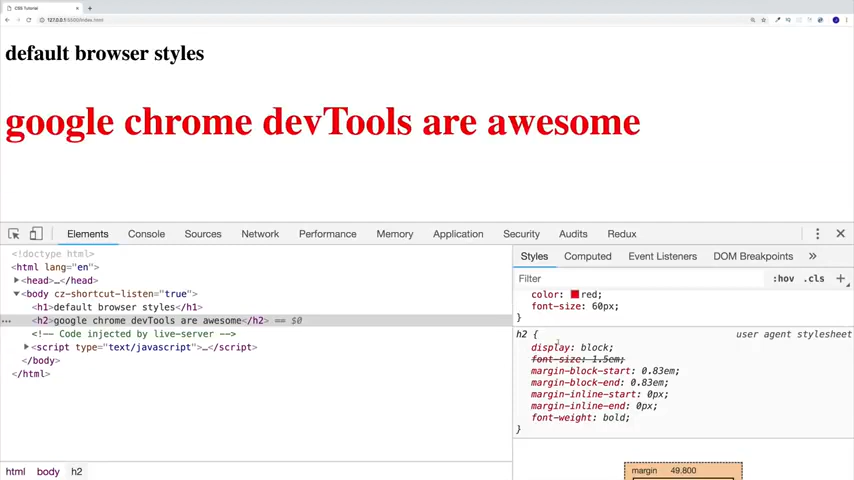 CSS Tutorial
127.0.0.1:5500/index.html
default browser styles
google chrome devTools are awesome
Elements Console Sources Network Performance Memory Application Security Audits Redux
<!doctype html>
<html lang="en">
<head>…</head>
<body cz-shortcut-listen="true">
<h1>default browser styles</h1>
<h2>google chrome devTools are awesome</h2> == $0
<!-- Code injected by live-server -->
<script type="text/javascript">…</script>
</body>
</html>
html body h2
Styles Computed Event Listeners DOM Breakpoints »
Filter :hov .cls +
color: red;
font-size: 60px;
}
h2 { user agent stylesheet
display: block;
font-size: 1.5em;
margin-block-start: 0.83em;
margin-block-end: 0.83em;
margin-inline-start: 0px;
margin-inline-end: 0px;
font-weight: bold;
}
margin 49.800